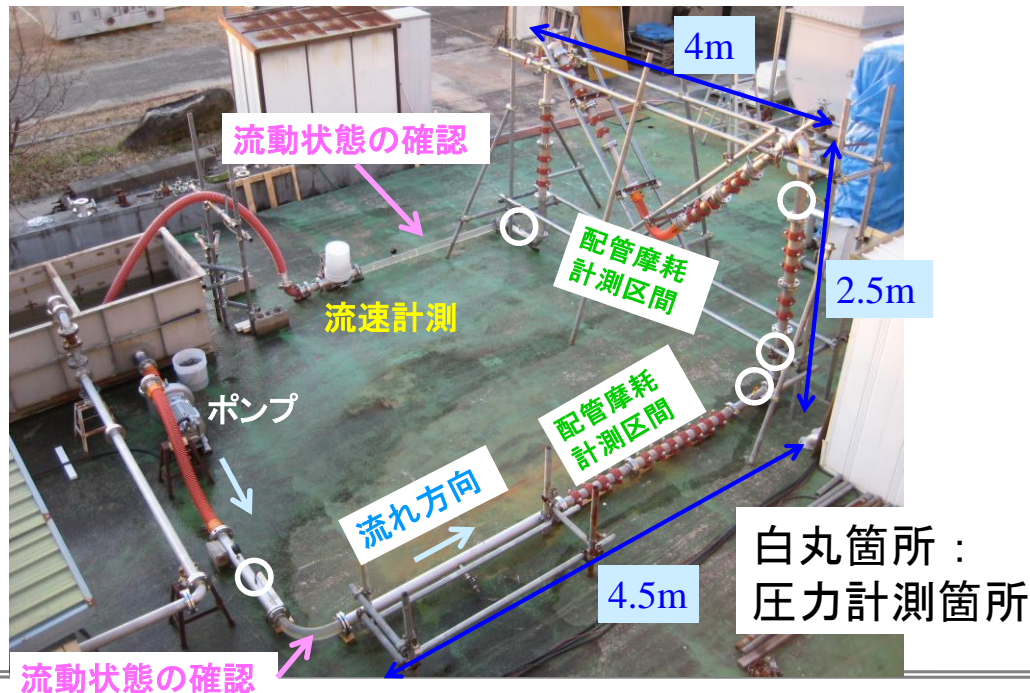 4m
流動状態の確認
配管摩耗
計測区間
2.5m
流速計測
ポンプ
配管摩耗
計測区間
流れ方向
白丸箇所：
圧力計測箇所
4.5m
流動状態の確認